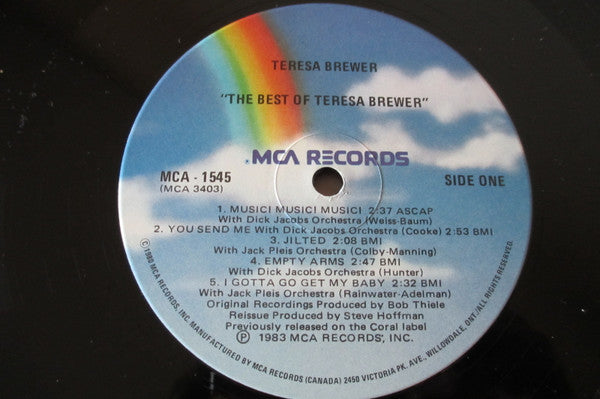 TERESA BREWER
"THE BEST OF TERESA BREWER"
MCA RECORDS
MCA - 1545
(MCA 3403)
SIDE ONE
1. MUSIC! MUSIC! MUSIC! 2:37 ASCAP
With Dick Jacobs Orchestra (Weiss-Baum)
2. YOU SEND ME With Dick Jacobs Orchestra (Cooke) 2:53 BMI
3. JILTED 2:08 BMI
With Jack Pleis Orchestra (Colby-Manning)
4. EMPTY ARMS 2:47 BMI
With Dick Jacobs Orchestra (Hunter)
5. I GOTTA GO GET MY BABY 2:32 BMI
With Jack Pleis Orchestra (Rainwater-Adelman)
Original Recordings Produced by Bob Thiele
Reissue Produced by Steve Hoffman
Previously released on the Coral label
Ⓟ 1983 MCA RECORDS, INC.
©1980 MCA RECORDS, INC. MANUFACTURED BY MCA RECORDS (CANADA) 2450 VICTORIA PK. AVE., WILLOWDALE, ONT./ALL RIGHTS RESERVED.